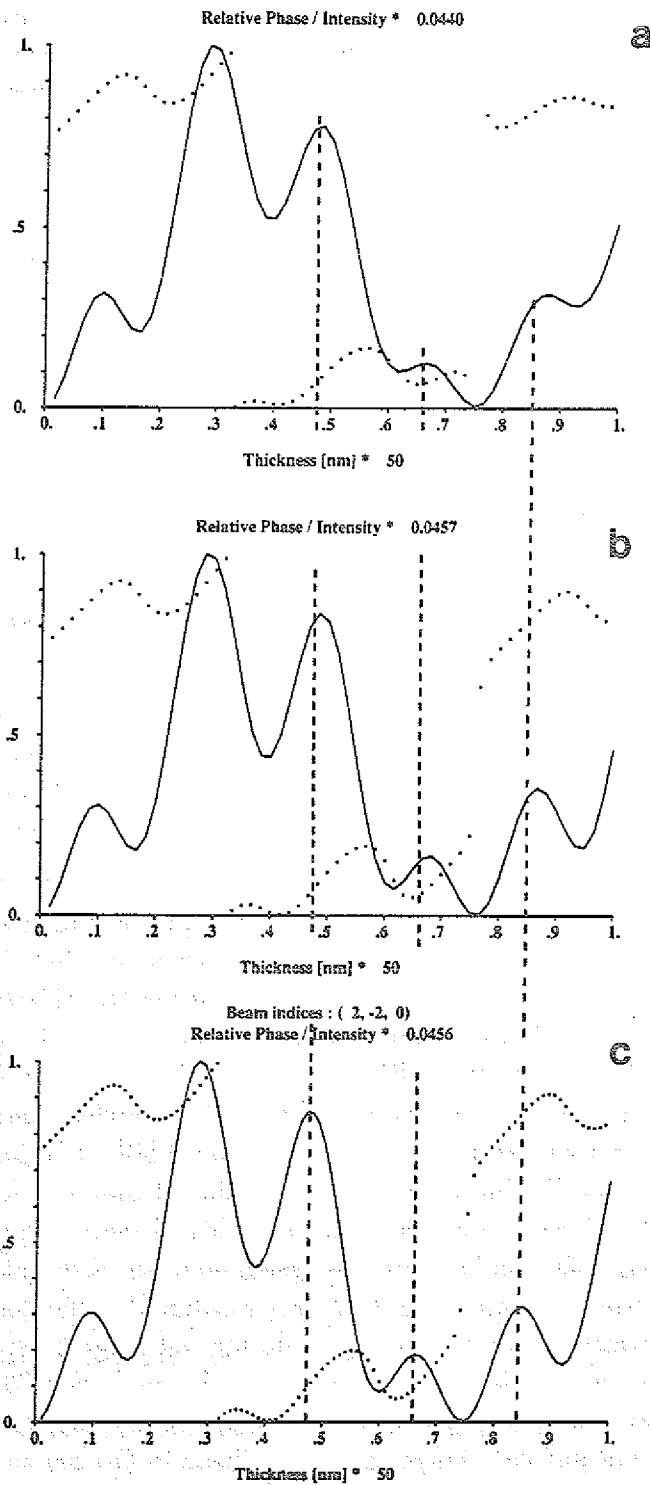 Relative Phase / Intensity * 0.0440
a
1.
.5
0.
0. .1 .2 .3 .4 .5 .6 .7 .8 .9 1.
Thickness [nm] * 50
Relative Phase / Intensity * 0.0457
b
1.
.5
0.
0. .1 .2 .3 .4 .5 .6 .7 .8 .9 1.
Thickness [nm] * 50
Beam indices : ( 2, -2, 0)
Relative Phase / Intensity * 0.0456
c
1.
.5
0.
0. .1 .2 .3 .4 .5 .6 .7 .8 .9 1.
Thickness [nm] * 50